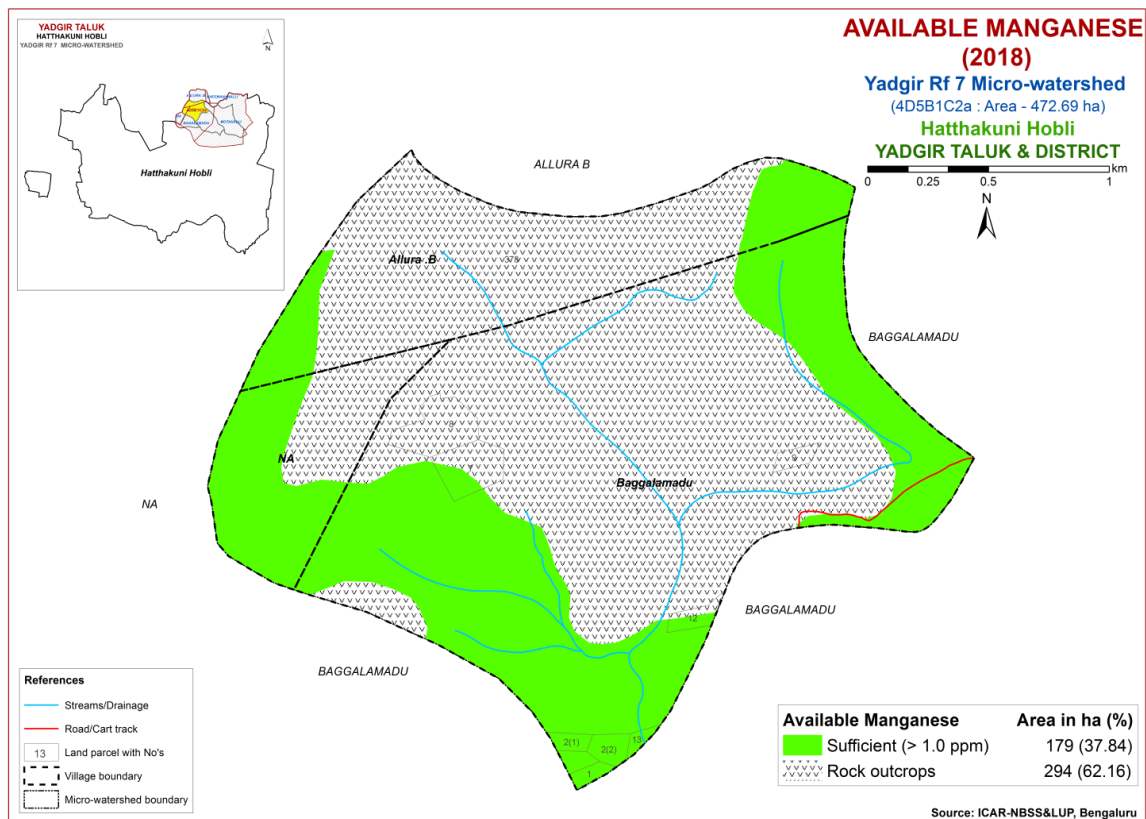 YADGIR TALUK
HATTHAKUNI HOBLI
YADGIR Rf 7 MICRO-WATERSHED
N
Hatthakuni Hobli
AVAILABLE MANGANESE
(2018)
Yadgir Rf 7 Micro-watershed
(4D5B1C2a : Area - 472.69 ha)
Hatthakuni Hobli
YADGIR TALUK & DISTRICT
km
0 0.25 0.5 1
N
ALLURA B
Allura .B
378
BAGGALAMADU
9
NA
9
Baggalamadu
NA
BAGGALAMADU
12
BAGGALAMADU
2(1)
2(2)
13
1
References
Streams/Drainage
Road/Cart track
13 Land parcel with No's
Village boundary
Micro-watershed boundary
Available Manganese Area in ha (%)
Sufficient (> 1.0 ppm) 179 (37.84)
Rock outcrops 294 (62.16)
Source: ICAR-NBSS&LUP, Bengaluru